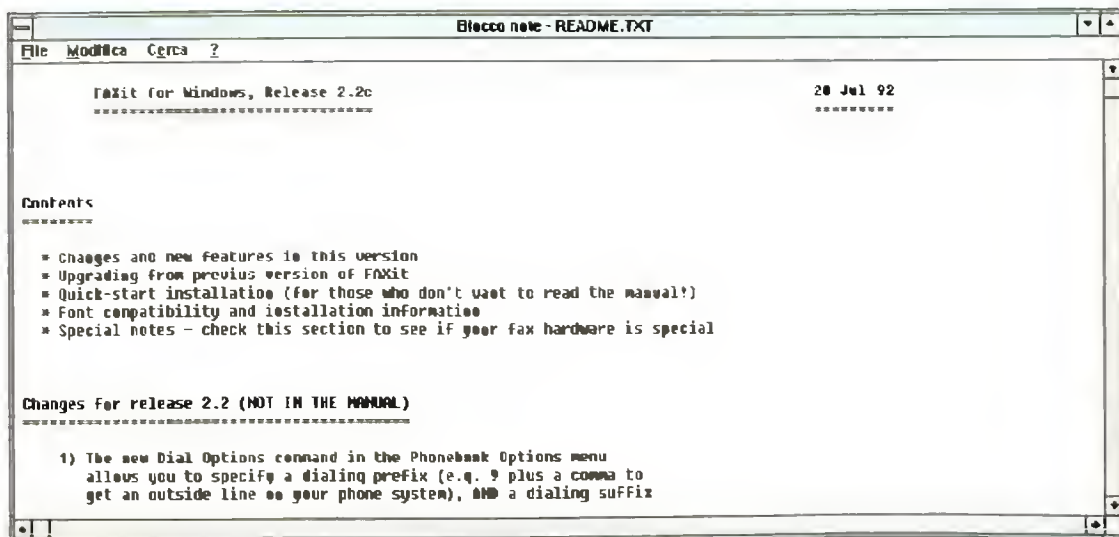 Blocco note - README.TXT
File Modifica Cerca ?
FAXit for Windows, Release 2.2c 20 Jul 92
================================ =========
Contents
========
* Changes and new features in this version
* Upgrading from previus version of FAXit
* Quick-start installation (for those who don't want to read the manual!)
* Font compatibility and installation information
* Special notes - check this section to see if your fax hardware is special
Changes for release 2.2 (NOT IN THE MANUAL)
===========================================
1) The new Dial Options command in the Phonebook Options menu
allows you to specify a dialing prefix (e.g. 9 plus a comma to
get an outside line on your phone system), AND a dialing suffix